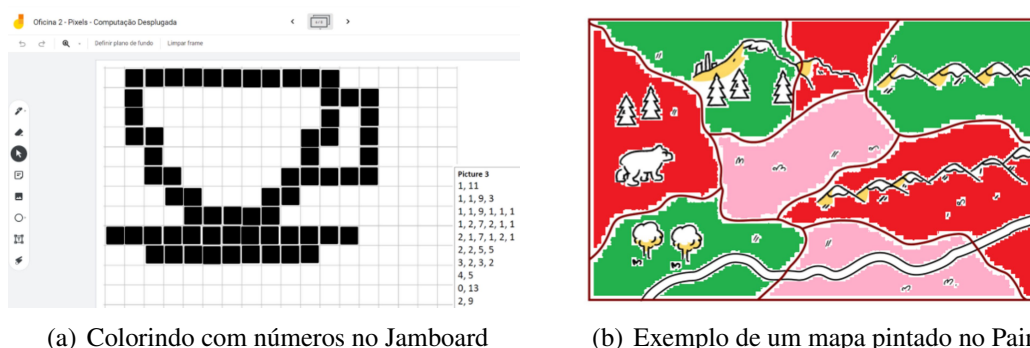 Oficina 2 - Pixels - Computação Desplugada
Definir plano de fundo Limpar frame
Picture 3
1, 11
1, 1, 9, 3
1, 1, 9, 1, 1, 1
1, 2, 7, 2, 1, 1
2, 1, 7, 1, 2, 1
2, 2, 5, 5
3, 2, 3, 2
4, 5
0, 13
2, 9
(a) Colorindo com números no Jamboard
(b) Exemplo de um mapa pintado no Pain